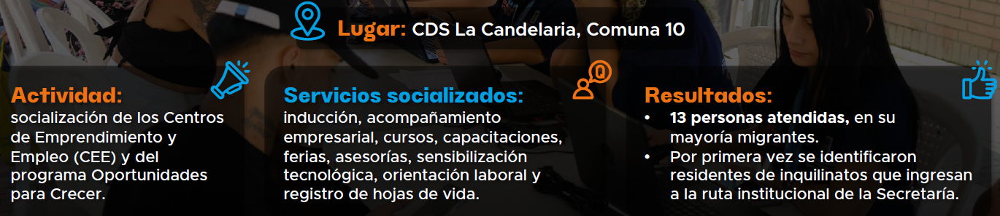 Lugar: CDS La Candelaria, Comuna 10
Actividad:
socialización de los Centros
de Emprendimiento y
Empleo (CEE) y del
programa Oportunidades
para Crecer.
Servicios socializados:
inducción, acompañamiento
empresarial, cursos, capacitaciones,
ferias, asesorías, sensibilización
tecnológica, orientación laboral y
registro de hojas de vida.
Q
Resultados:
• 13 personas atendidas, en su
mayoría migrantes.
• Por primera vez se identificaron
residentes de inquilinatos que ingresan
a la ruta institucional de la Secretaría.